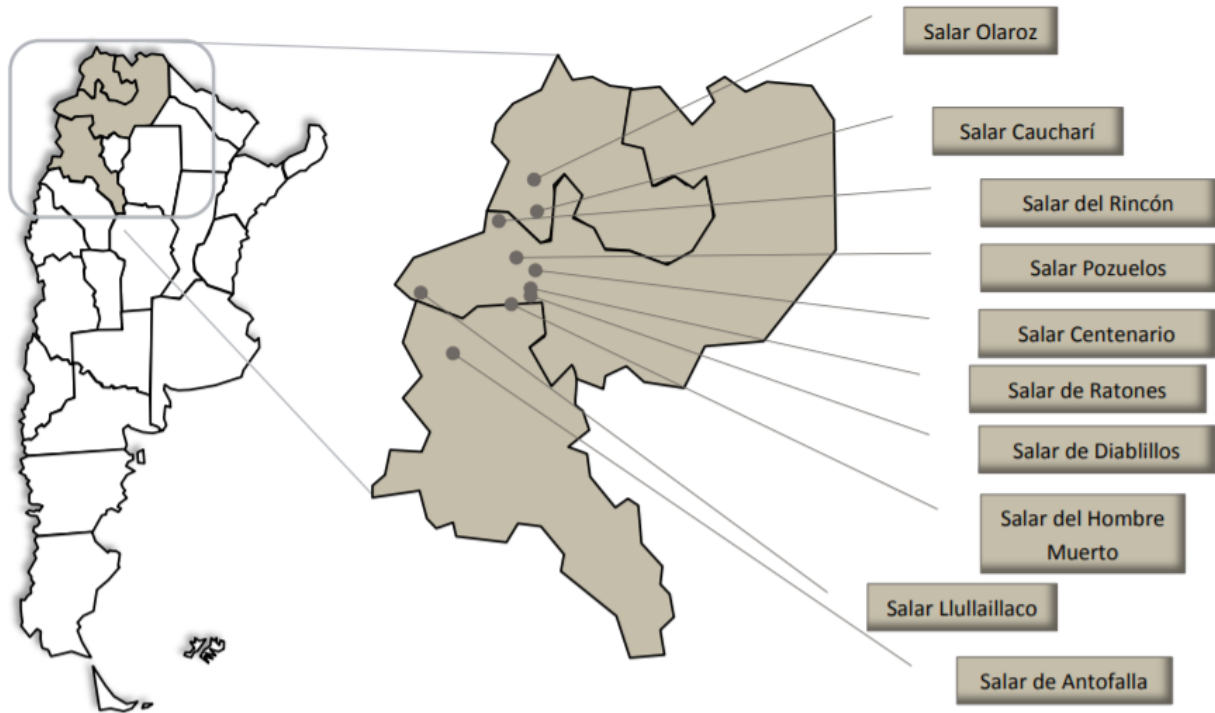 Salar Olaroz
Salar Cauchar​í
Salar del Rincón
Salar Pozuelos
Salar Centenario
Salar de Ratones
Salar de Diablillos
Salar del Hombre
Muerto
Salar Llullaillaco
Salar de Antofalla